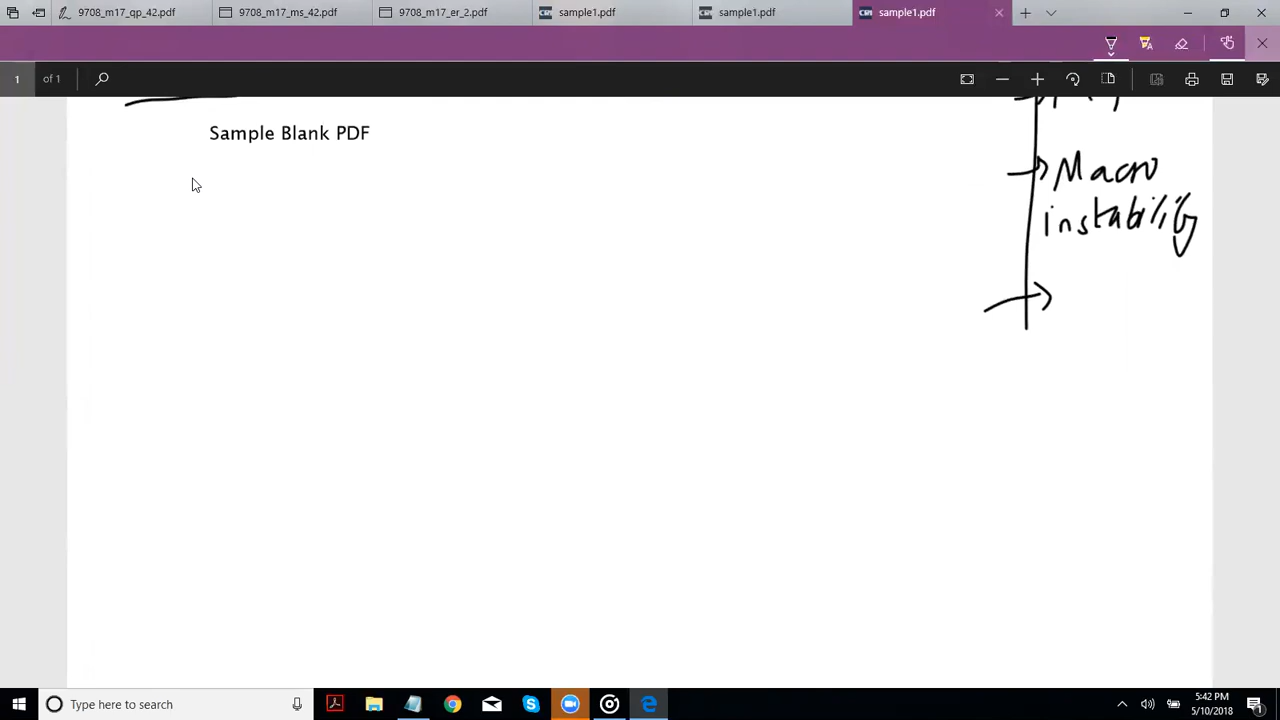 9708_m17_qp_42.pdf
9708_m17_ms_42.pdf
9708_m17_er_2.pdf
sample1.pdf
sample1.pdf
sample1.pdf
1 of 1
Sample Blank PDF
Macro
instability
Type here to search
5:42 PM
5/10/2018